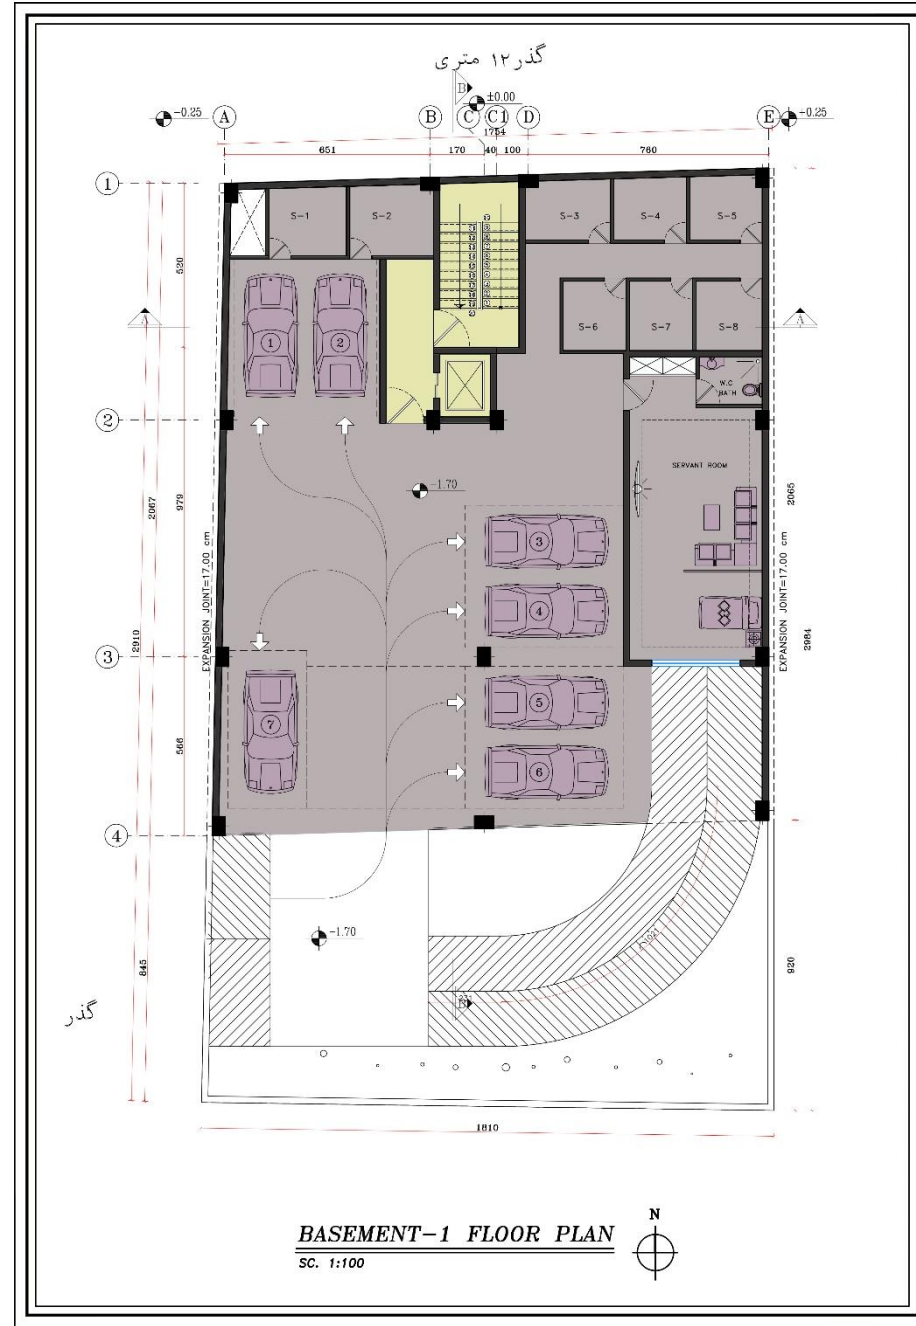 گذر ۱۲ متری
B
±0.00
-0.25
A
B
C
C1
D
E
+0.25
1754
651
170
40
100
760
1
S-1
S-2
S-3
S-4
S-5
520
A
A
S-6
S-7
S-8
1
2
W.C
BATH
2
SERVANT ROOM
-1.70
2067
979
2065
3
EXPANSION JOINT=17.00 cm
EXPANSION JOINT=17.00 cm
4
2910
2984
3
5
7
566
6
4
-1.70
845
920
B
گذر
1810
BASEMENT-1 FLOOR PLAN
SC. 1:100
N